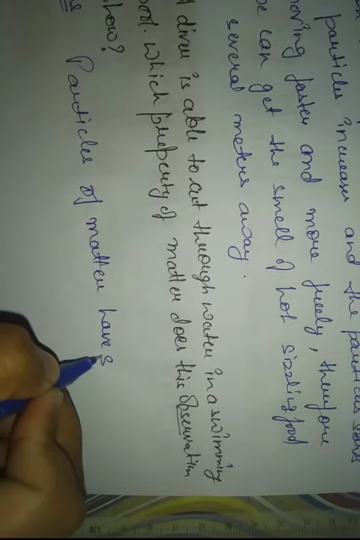 particles increases and the particles start
moving faster and more freely, therefore
we can get the smell of hot sizzling food
several meters away.
A diver is able to cut through water in a swimming
pool. which property of matter does this observation
show?
Particles of matter have s